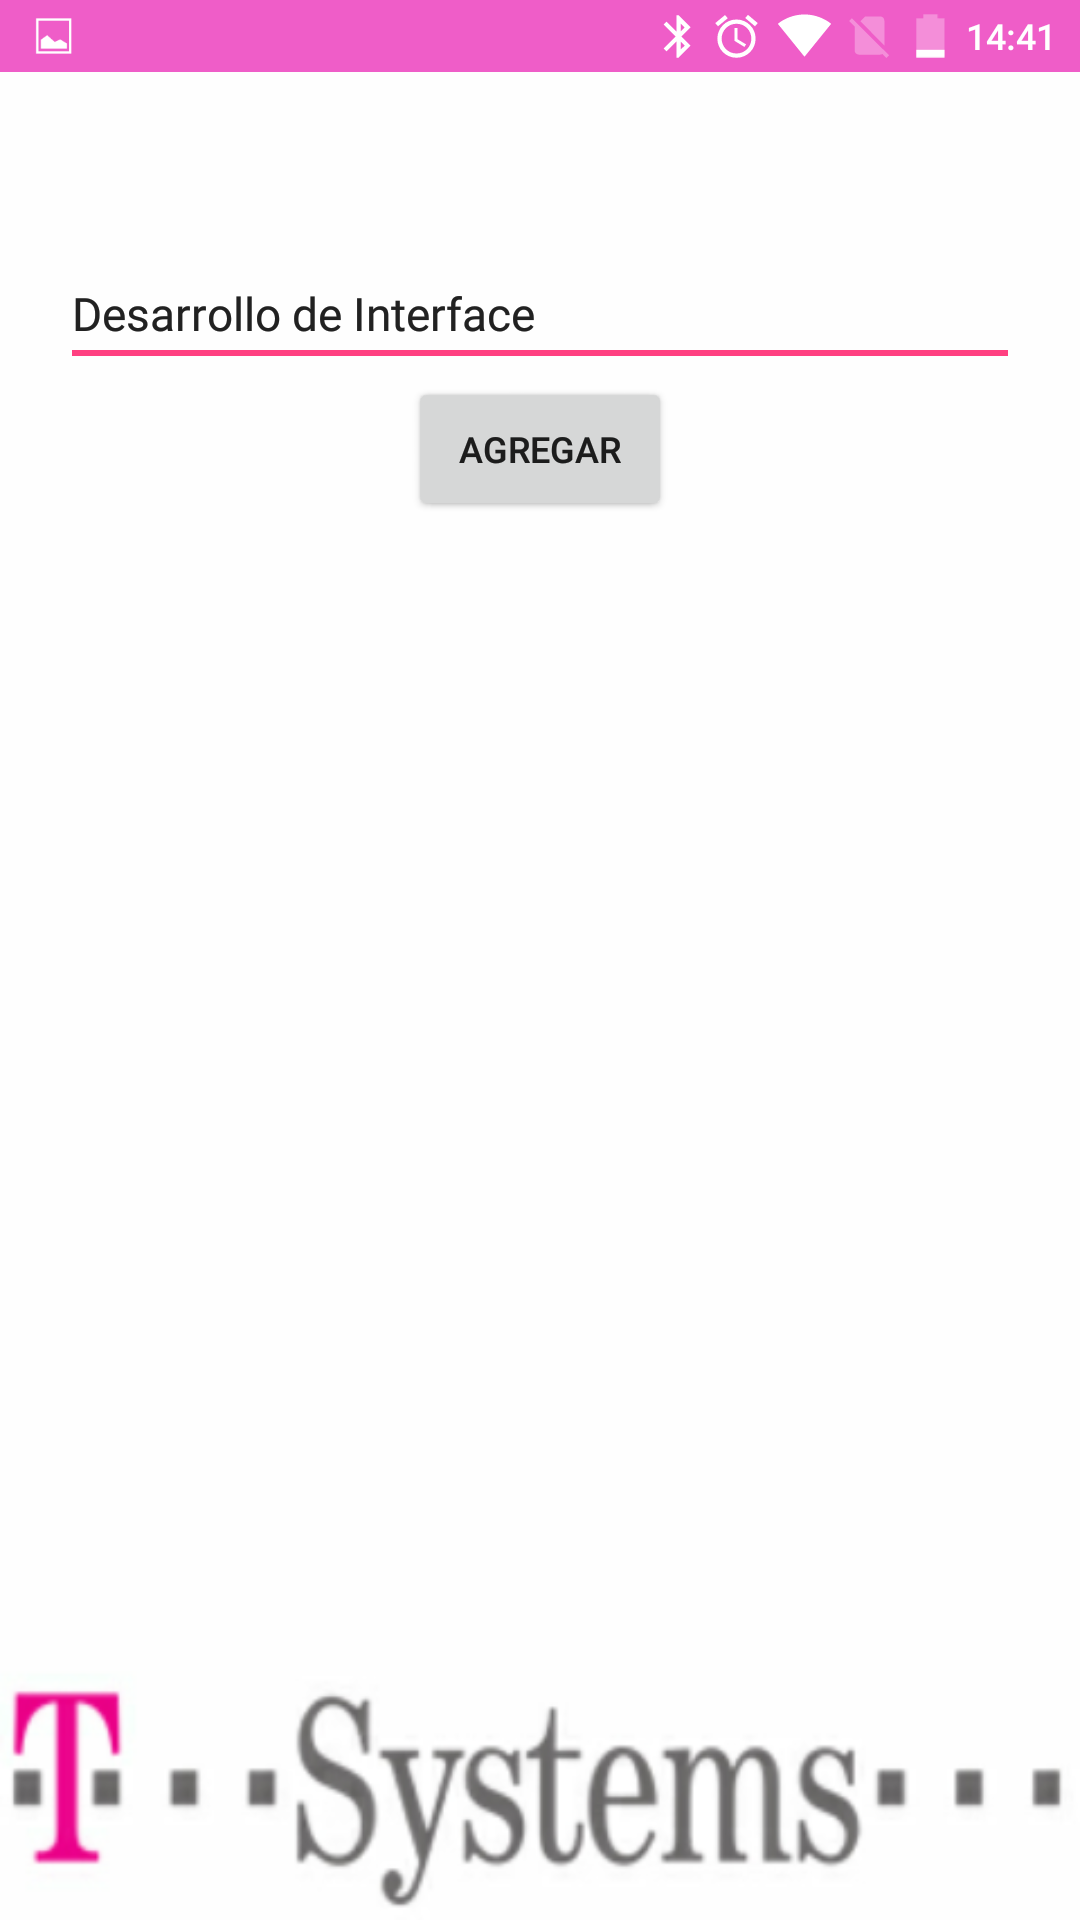 14:41
Desarrollo de Interface
AGREGAR
T Systems